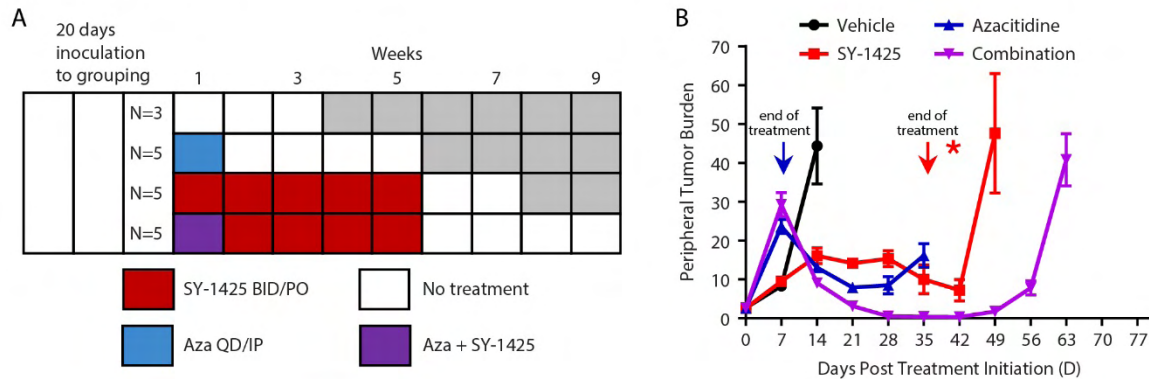 A
20 days
inoculation
to grouping
Weeks
1 3 5 7 9
N=3
N=5
N=5
N=5
SY-1425 BID/PO
No treatment
Aza QD/IP
Aza + SY-1425
B
Vehicle
Azacitidine
SY-1425
Combination
Peripheral Tumor Burden
70
60
50
40
30
20
10
0
end of
treatment
end of
treatment
*
0 7 14 21 28 35 42 49 56 63 70 77
Days Post Treatment Initiation (D)